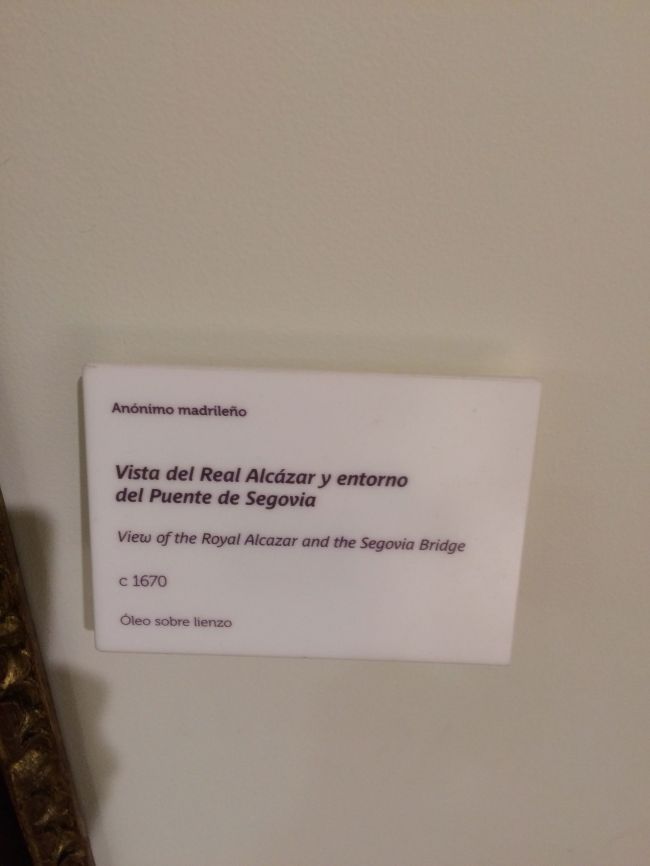 Anónimo madrileño
Vista del Real Alcázar y entorno
del Puente de Segovia
View of the Royal Alcazar and the Segovia Bridge
c 1670
Óleo sobre lienzo